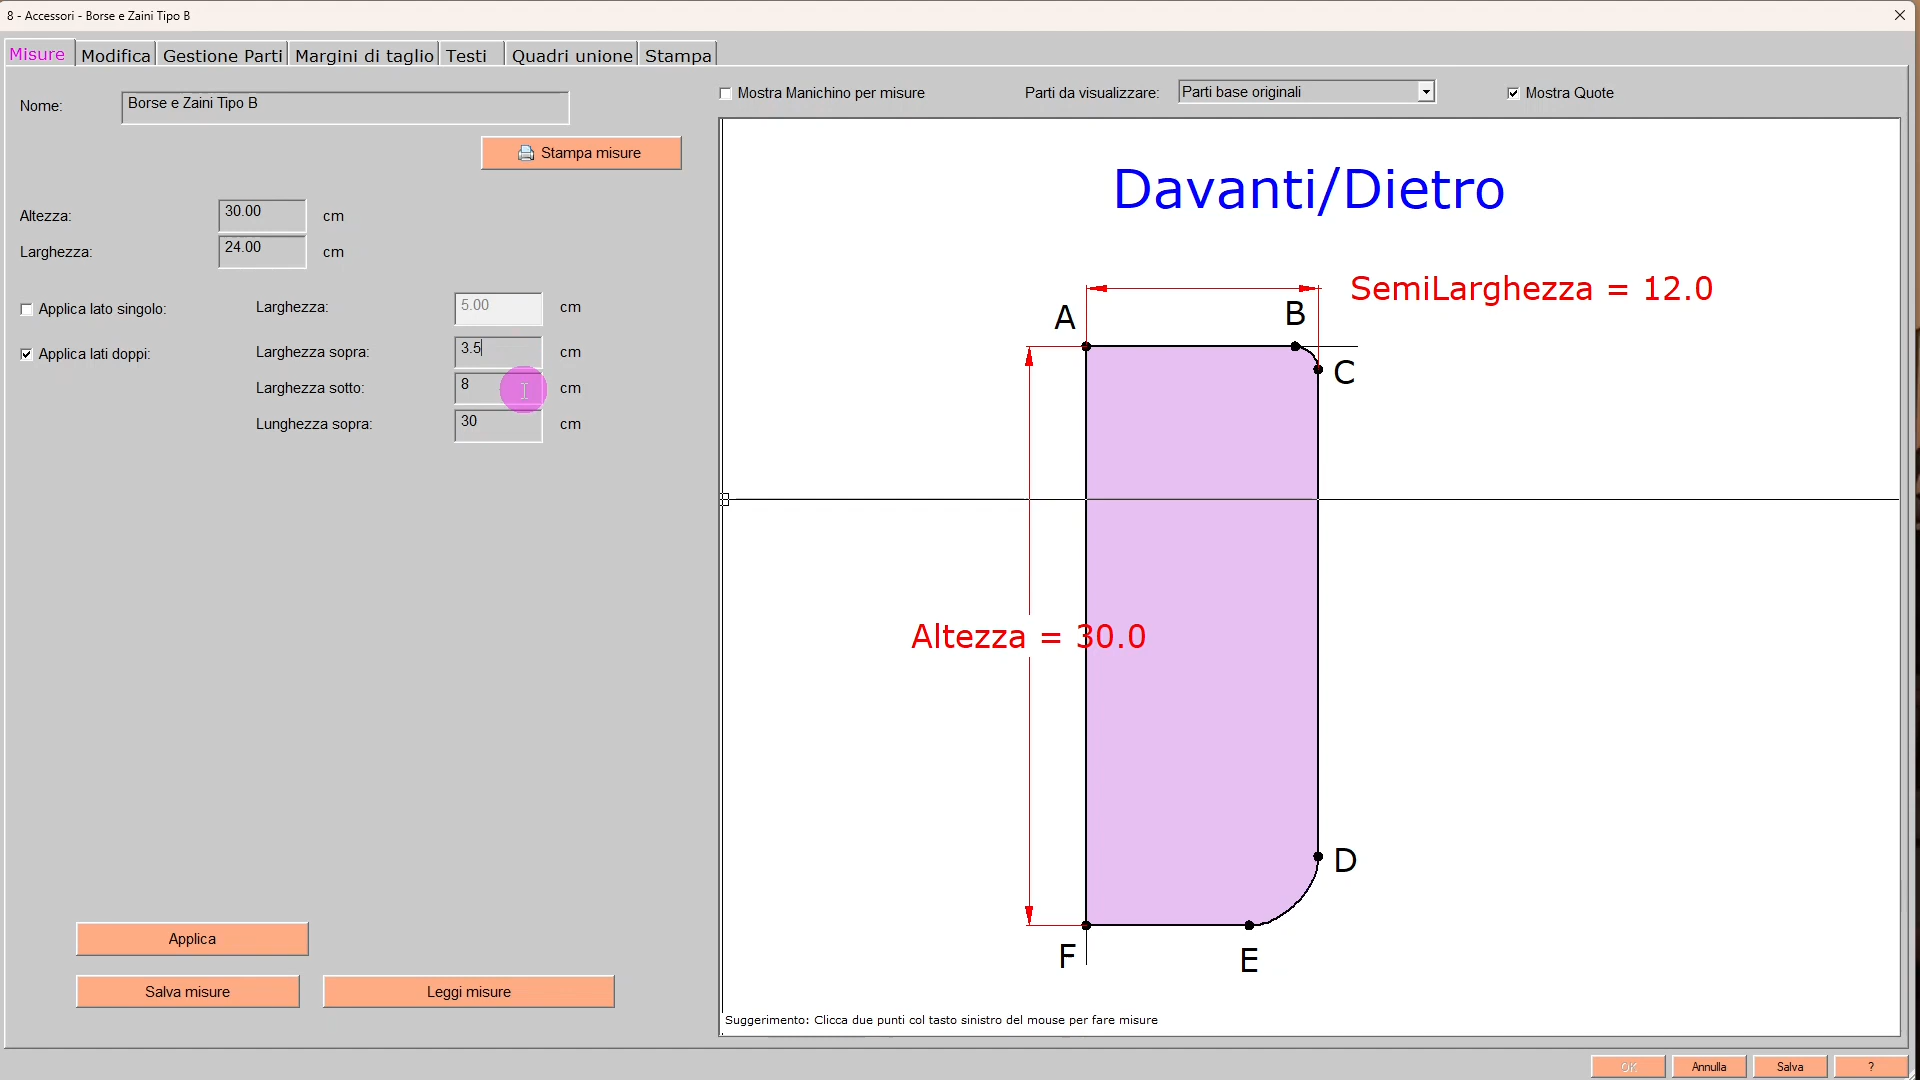 8 - Accessori - Borse e Zaini Tipo B
Misure Modifica Gestione Parti Margini di taglio Testi Quadri unione Stampa
Nome: Borse e Zaini Tipo B
Mostra Manichino per misure Parti da visualizzare: Parti base originali Mostra Quote
Stampa misure
Altezza: 30.00 cm
Larghezza: 24.00 cm
Applica lato singolo: Larghezza: 5.00 cm
Applica lati doppi: Larghezza sopra: 3.5 cm
Larghezza sotto: 8 cm
Lunghezza sopra: 30 cm
Applica
Salva misure Leggi misure
Davanti/Dietro
SemiLarghezza = 12.0
A B
C
Altezza = 30.0
D
F E
Suggerimento: Clicca due punti col tasto sinistro del mouse per fare misure
OK Annulla Salva ?